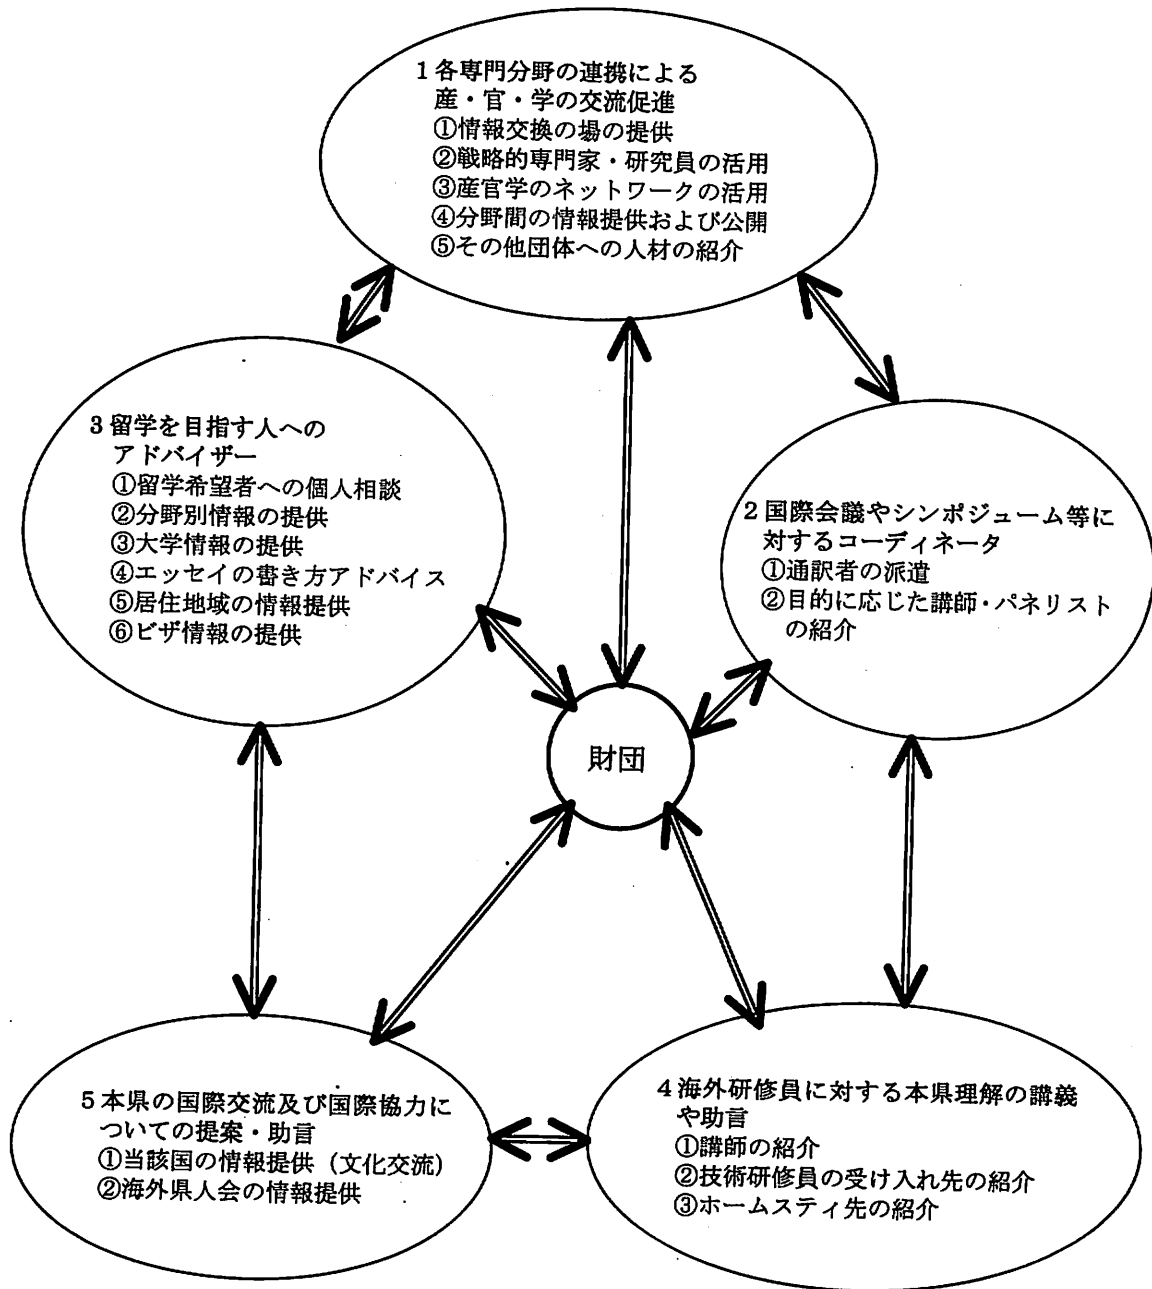 1各専門分野の連携による
産・官・学の交流促進
①情報交換の場の提供
②戦略的専門家・研究員の活用
③産官学のネットワークの活用
④分野間の情報提供および公開
⑤その他団体への人材の紹介
3留学を目指す人への
アドバイザー
①留学希望者への個人相談
②分野別情報の提供
③大学情報の提供
④エッセイの書き方アドバイス
⑤居住地域の情報提供
⑥ビザ情報の提供
2国際会議やシンポジューム等に
対するコーディネータ
①通訳者の派遣
②目的に応じた講師・パネリスト
の紹介
財団
5本県の国際交流及び国際協力に
ついての提案・助言
①当該国の情報提供（文化交流）
②海外県人会の情報提供
4海外研修員に対する本県理解の講義
や助言
①講師の紹介
②技術研修員の受け入れ先の紹介
③ホームスティ先の紹介